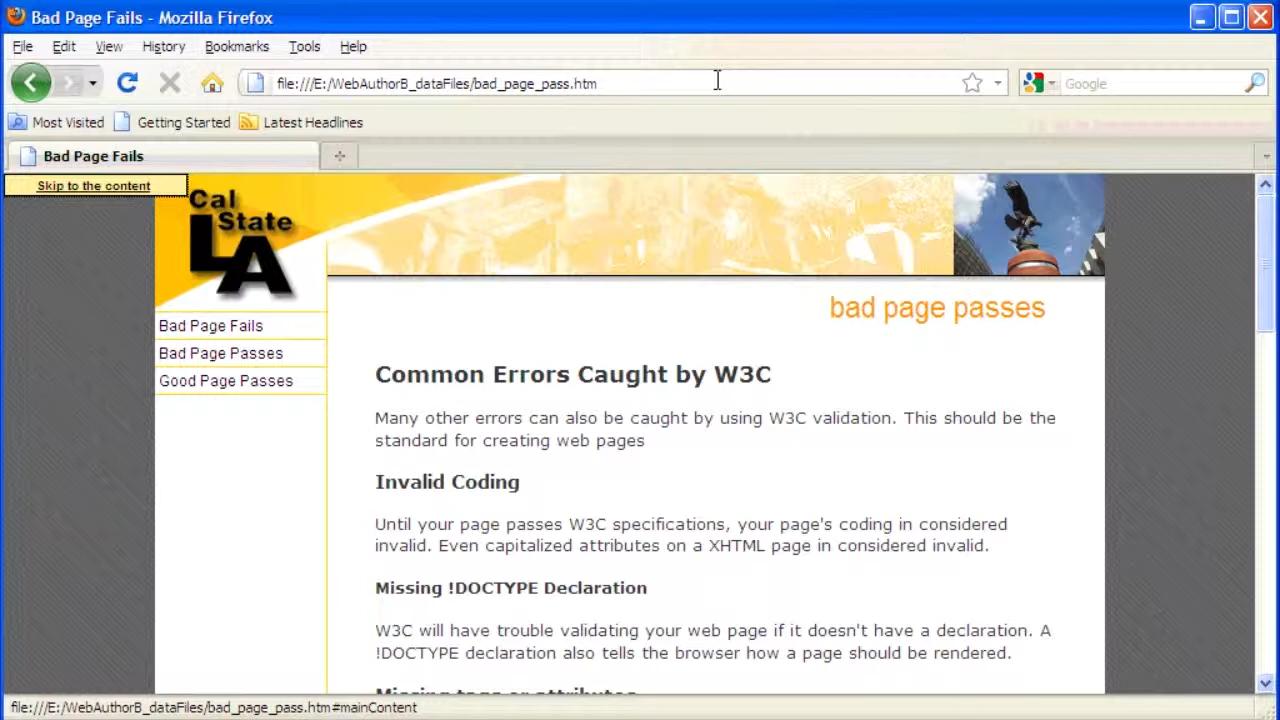 Bad Page Fails - Mozilla Firefox
File Edit View History Bookmarks Tools Help
file:///E:/WebAuthorB_dataFiles/bad_page_pass.htm
Google
Most Visited Getting Started Latest Headlines
Bad Page Fails
Skip to the content
Cal
State
LA
bad page passes
Bad Page Fails
Bad Page Passes
Good Page Passes
Common Errors Caught by W3C
Many other errors can also be caught by using W3C validation. This should be the
standard for creating web pages
Invalid Coding
Until your page passes W3C specifications, your page's coding in considered
invalid. Even capitalized attributes on a XHTML page in considered invalid.
Missing !DOCTYPE Declaration
W3C will have trouble validating your web page if it doesn't have a declaration. A
!DOCTYPE declaration also tells the browser how a page should be rendered.
Missing tags or attributes
file:///E:/WebAuthorB_dataFiles/bad_page_pass.htm#mainContent